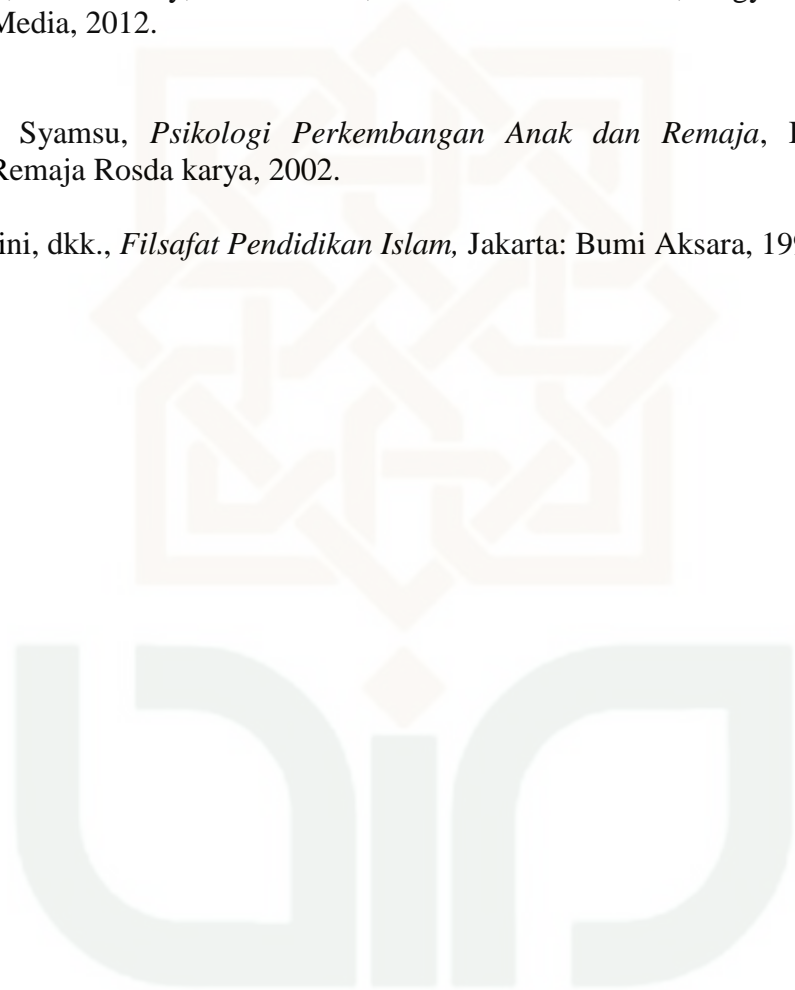 Media, 2012.
Syamsu, Psikologi Perkembangan Anak dan Remaja,
Remaja Rosda karya, 2002.
ini, dkk., Filsafat Pendidikan Islam, Jakarta: Bumi Aksara, 199